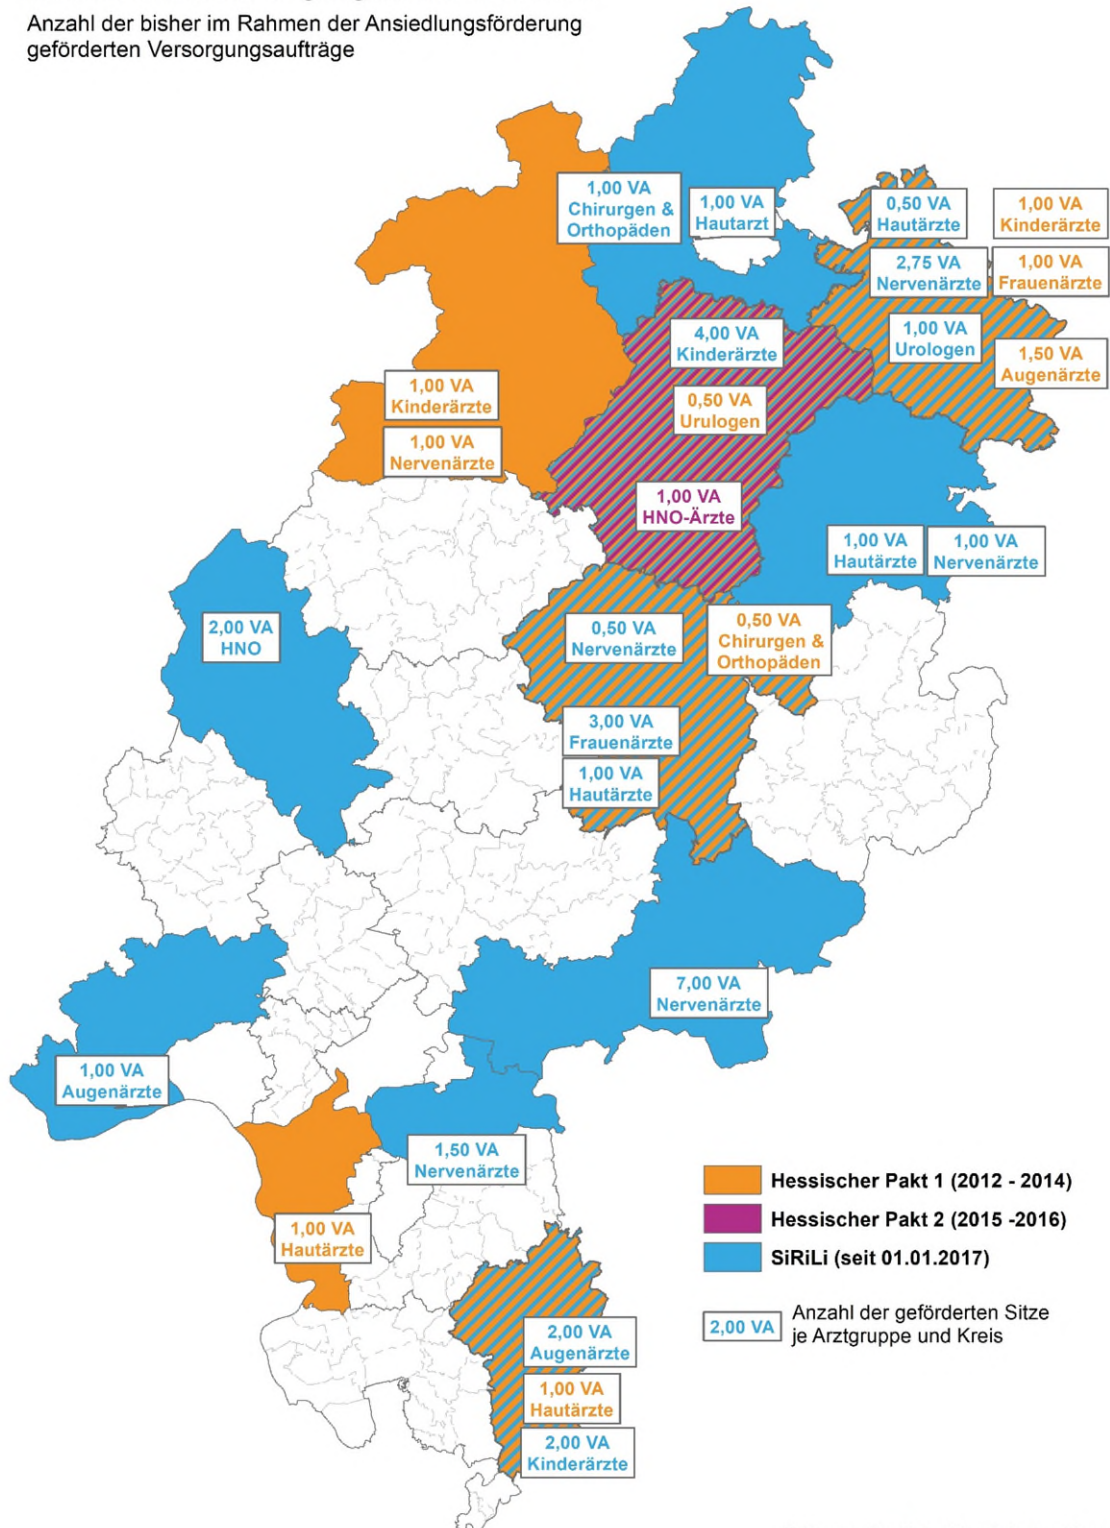 Anzahl der bisher im Rahmen der Ansiedlungsförderung
geförderten Versorgungsaufträge
1,00 VA
Chirurgen &
Orthopäden
1,00 VA
Hautarzt
0,50 VA
Hautärzte
1,00 VA
Kinderärzte
2,75 VA
Nervenärzte
1,00 VA
Frauenärzte
4,00 VA
Kinderärzte
1,00 VA
Urologen
1,50 VA
Augenärzte
1,00 VA
Kinderärzte
0,50 VA
Urulogen
1,00 VA
Nervenärzte
1,00 VA
HNO-Ärzte
1,00 VA
Hautärzte
1,00 VA
Nervenärzte
2,00 VA
HNO
0,50 VA
Nervenärzte
0,50 VA
Chirurgen &
Orthopäden
3,00 VA
Frauenärzte
1,00 VA
Hautärzte
7,00 VA
Nervenärzte
1,00 VA
Augenärzte
1,50 VA
Nervenärzte
1,00 VA
Hautärzte
Hessischer Pakt 1 (2012 - 2014)
Hessischer Pakt 2 (2015 -2016)
SiRiLi (seit 01.01.2017)
2,00 VA
Anzahl der geförderten Sitze
je Arztgruppe und Kreis
2,00 VA
Augenärzte
1,00 VA
Hautärzte
2,00 VA
Kinderärzte